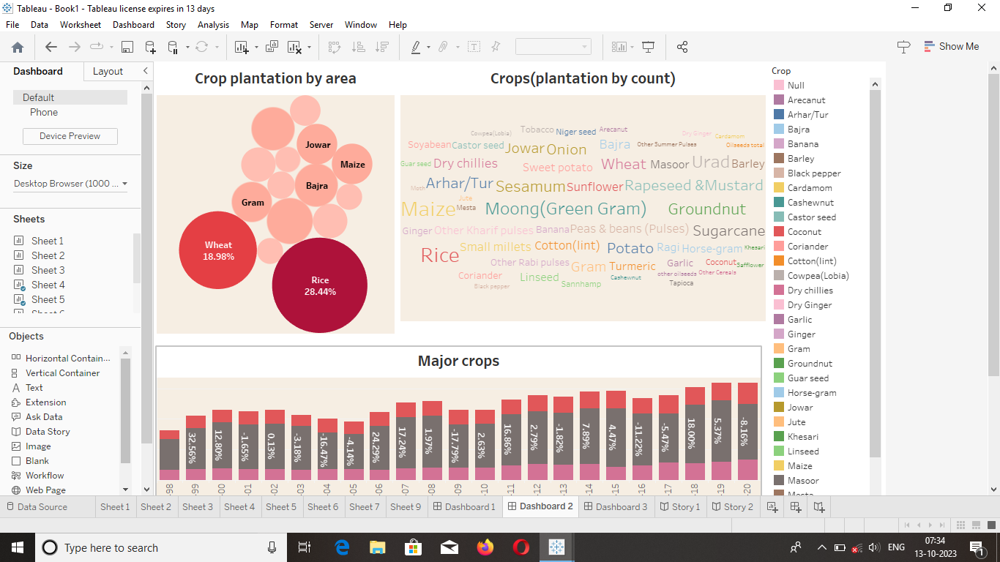 Tableau - Book1 - Tableau license expires in 13 days
File Data Worksheet Dashboard Story Analysis Map Format Server Window Help
Show Me
Dashboard Layout
Default
Phone
Device Preview
Size
Desktop Browser (1000 ...
Sheets
Sheet 1
Sheet 2
Sheet 3
Sheet 4
Sheet 5
Sheet 6
Objects
Horizontal Contain...
Vertical Container
Text
Extension
Ask Data
Data Story
Image
Blank
Workflow
Web Page
Crop plantation by area
Jowar
Maize
Bajra
Gram
Wheat
18.98%
Rice
28.44%
Crops(plantation by count)
Cowpea(Lobia) Tobacco Niger seed Arecanut Dry Ginger Cardamom
Soyabean Castor seed Jowar Onion Bajra Other Summer Pulses Oilseeds total
Guar seed Dry chillies Sweet potato Wheat Masoor Urad Barley
Moth Arhar/Tur Sesamum Sunflower Rapeseed &Mustard
Jute
Maize Mesta Moong(Green Gram) Groundnut
Ginger Other Kharif pulses Banana Peas & beans (Pulses) Sugarcane
Rice Small millets Cotton(lint) Potato Ragi Horse-gram Khesari
Other Rabi pulses Gram Turmeric Garlic Coconut Safflower
Coriander Linseed Cashewnut other oilseeds Other Cereals
Black pepper Sannhamp Tapioca
Major crops
32.56% 12.80% -1.65% 0.13% -3.18% -16.47% -4.14% 24.29% 17.24% 1.97% -17.79% 2.63% 16.86% 2.79% -1.82% 7.89% 4.47% -11.22% -5.47% 18.00% 5.37% -8.16%
-98 -99 -00 -01 -02 -03 -04 -05 -06 -07 -08 -09 -10 -11 -12 -13 -14 -15 -16 -17 -18 -19 -20
Crop
Null
Arecanut
Arhar/Tur
Bajra
Banana
Barley
Black pepper
Cardamom
Cashewnut
Castor seed
Coconut
Coriander
Cotton(lint)
Cowpea(Lobia)
Dry chillies
Dry Ginger
Garlic
Ginger
Gram
Groundnut
Guar seed
Horse-gram
Jowar
Jute
Khesari
Linseed
Maize
Masoor
Mesta
Data Source Sheet 1 Sheet 2 Sheet 3 Sheet 4 Sheet 5 Sheet 6 Sheet 7 Sheet 9 Dashboard 1 Dashboard 2 Dashboard 3 Story 1 Story 2
Type here to search
ENG
07:34
13-10-2023
1